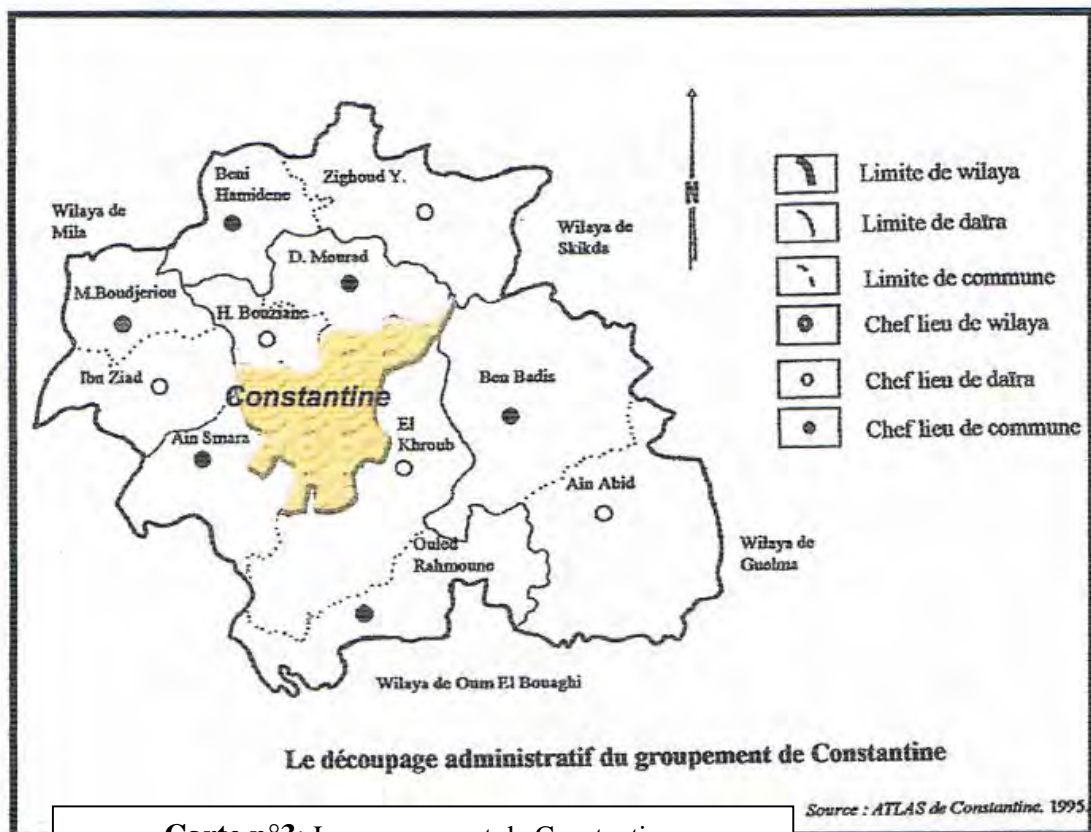 Beni
Hamidene
Zighoud Y.
Wilaya de
Mila
Wilaya de
Skikda
D. Mourad
M.Boudjeriou
H. Bouziane
Ibn Ziad
Constantine
Ben Badis
El
Khroub
Ain Smara
Ain Abid
Ouled
Rahmoune
Wilaya de
Guelma
Wilaya de Oum El Bouaghi
Limite de wilaya
Limite de daïra
Limite de commune
Chef lieu de wilaya
Chef lieu de daïra
Chef lieu de commune
Le découpage administratif du groupement de Constantine
Source : ATLAS de Constantine. 1995.